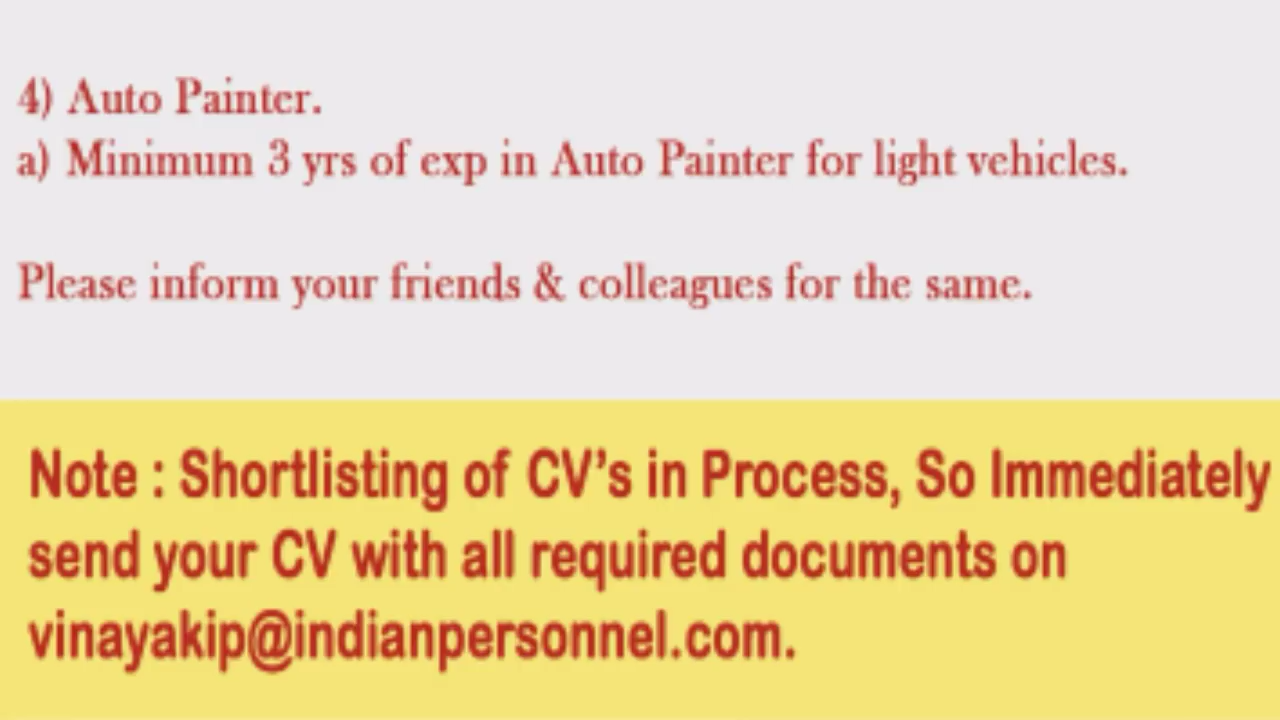 4) Auto Painter.
a) Minimum 3 yrs of exp in Auto Painter for light vehicles.
Please inform your friends & colleagues for the same.
Note : Shortlisting of CV’s in Process, So Immediately
send your CV with all required documents on
vinayakip@indianpersonnel.com.